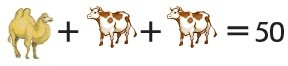 + + = 50